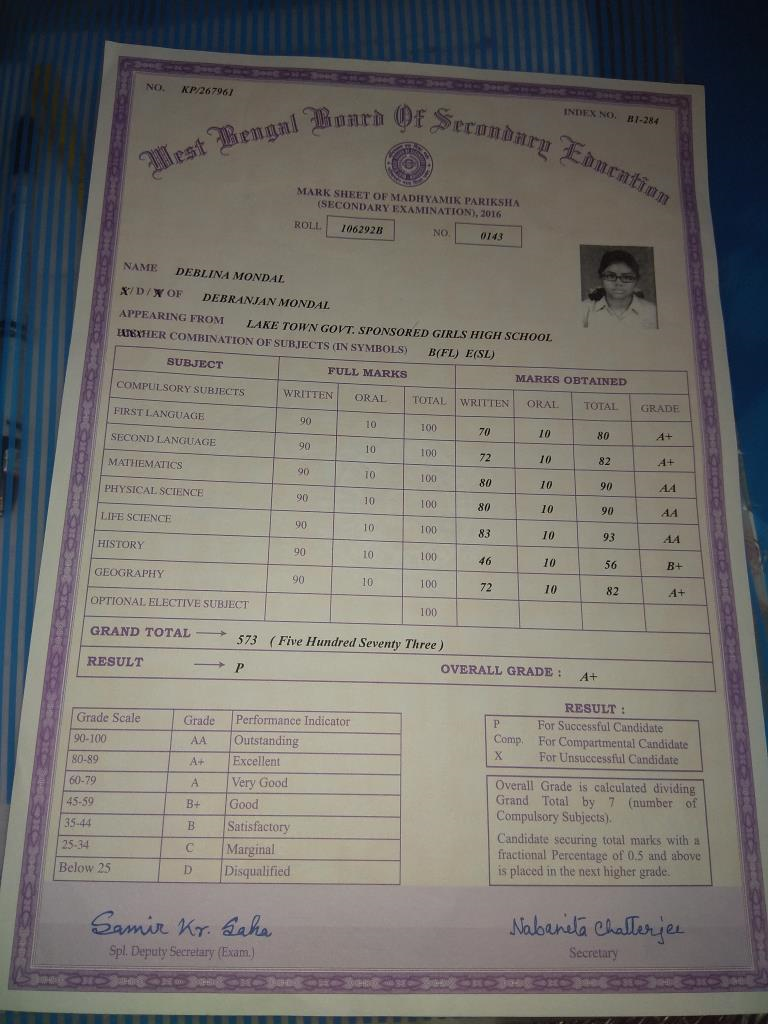 NO. KP/267961
INDEX NO. B1-284
West Bengal Board Of Secondary Education
MARK SHEET OF MADHYAMIK PARIKSHA
(SECONDARY EXAMINATION), 2016
ROLL 106292B NO. 0143
NAME DEBLINA MONDAL
/ D / OF DEBRANJAN MONDAL
APPEARING FROM LAKE TOWN GOVT. SPONSORED GIRLS HIGH SCHOOL
COMBINATION OF SUBJECTS (IN SYMBOLS) B(FL) E(SL)
SUBJECT FULL MARKS MARKS OBTAINED
COMPULSORY SUBJECTS WRITTEN ORAL TOTAL WRITTEN ORAL TOTAL GRADE
FIRST LANGUAGE 90 10 100 70 10 80 A+
SECOND LANGUAGE 90 10 100 72 10 82 A+
MATHEMATICS 90 10 100 80 10 90 AA
PHYSICAL SCIENCE 90 10 100 80 10 90 AA
LIFE SCIENCE 90 10 100 83 10 93 AA
HISTORY 90 10 100 46 10 56 B+
GEOGRAPHY 90 10 100 72 10 82 A+
OPTIONAL ELECTIVE SUBJECT 100
GRAND TOTAL → 573 ( Five Hundred Seventy Three )
RESULT → P OVERALL GRADE : A+
Grade Scale Grade Performance Indicator
90-100 AA Outstanding
80-89 A+ Excellent
60-79 A Very Good
45-59 B+ Good
35-44 B Satisfactory
25-34 C Marginal
Below 25 D Disqualified
RESULT :
P For Successful Candidate
Comp. For Compartmental Candidate
X For Unsuccessful Candidate
Overall Grade is calculated dividing
Grand Total by 7 (number of
Compulsory Subjects).
Candidate securing total marks with a
fractional Percentage of 0.5 and above
is placed in the next higher grade.
Samir Kr. Saha
Spl. Deputy Secretary (Exam.)
Nabanita Chatterjee
Secretary